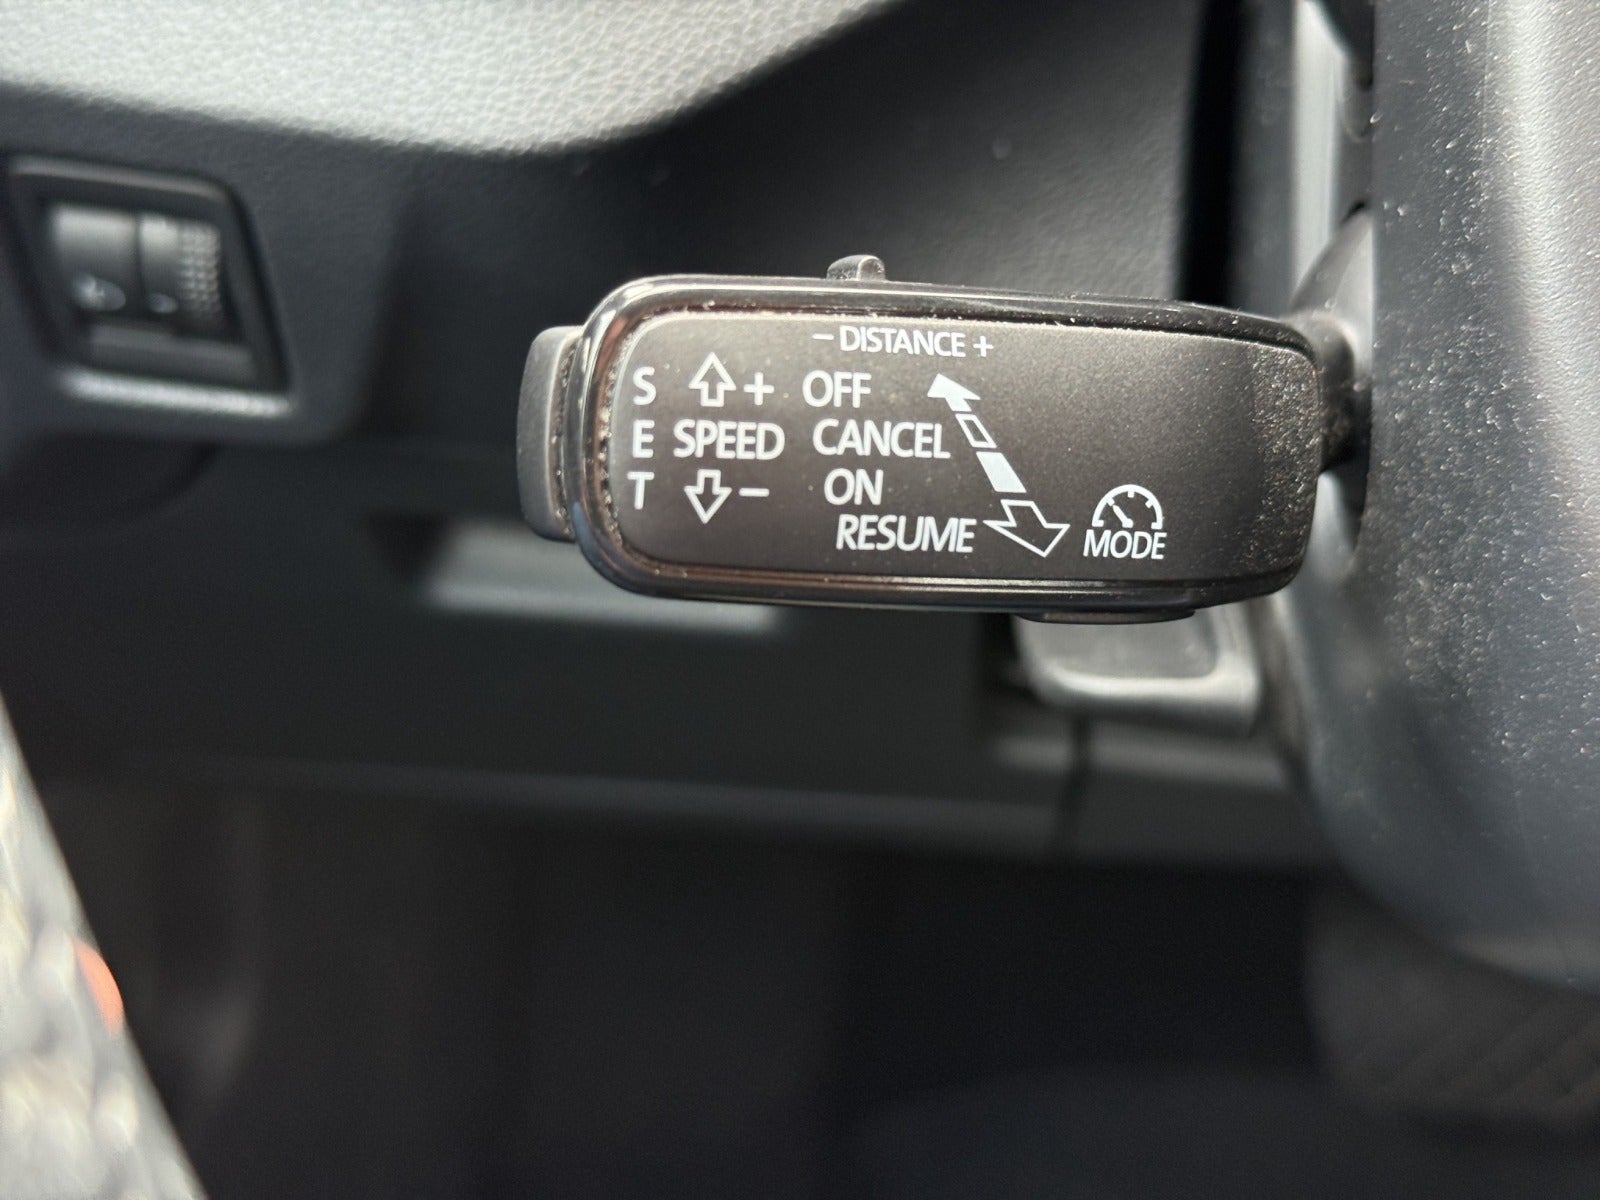 – DISTANCE +
S + OFF
E SPEED CANCEL
T – ON
RESUME
MODE